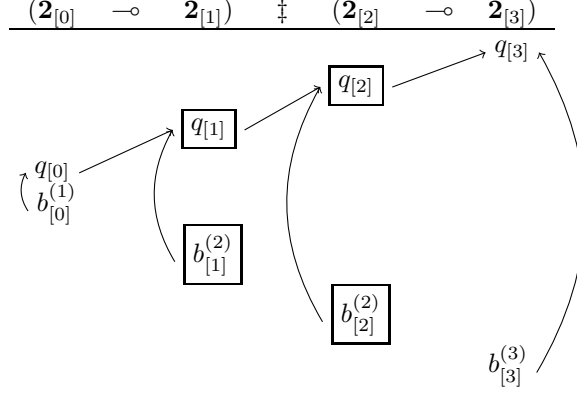 (𝟐[0] ⊸ 𝟐[1]) ‡ (𝟐[2] ⊸ 𝟐[3])
q[3]
q[2]
q[1]
q[0]
b[0]^(1)
b[1]^(2)
b[2]^(2)
b[3]^(3)